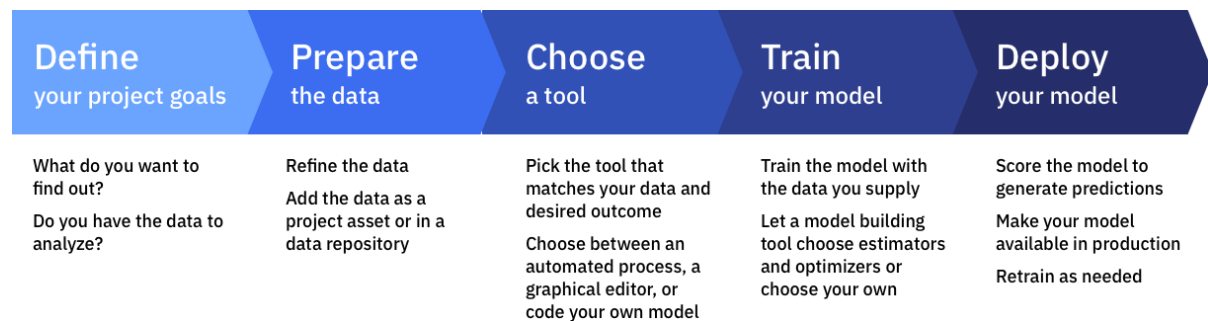 Define
your project goals
Prepare
the data
Choose
a tool
Train
your model
Deploy
your model
What do you want to
find out?
Do you have the data to
analyze?
Refine the data
Add the data as a
project asset or in a
data repository
Pick the tool that
matches your data and
desired outcome
Choose between an
automated process, a
graphical editor, or
code your own model
Train the model with
the data you supply
Let a model building
tool choose estimators
and optimizers or
choose your own
Score the model to
generate predictions
Make your model
available in production
Retrain as needed